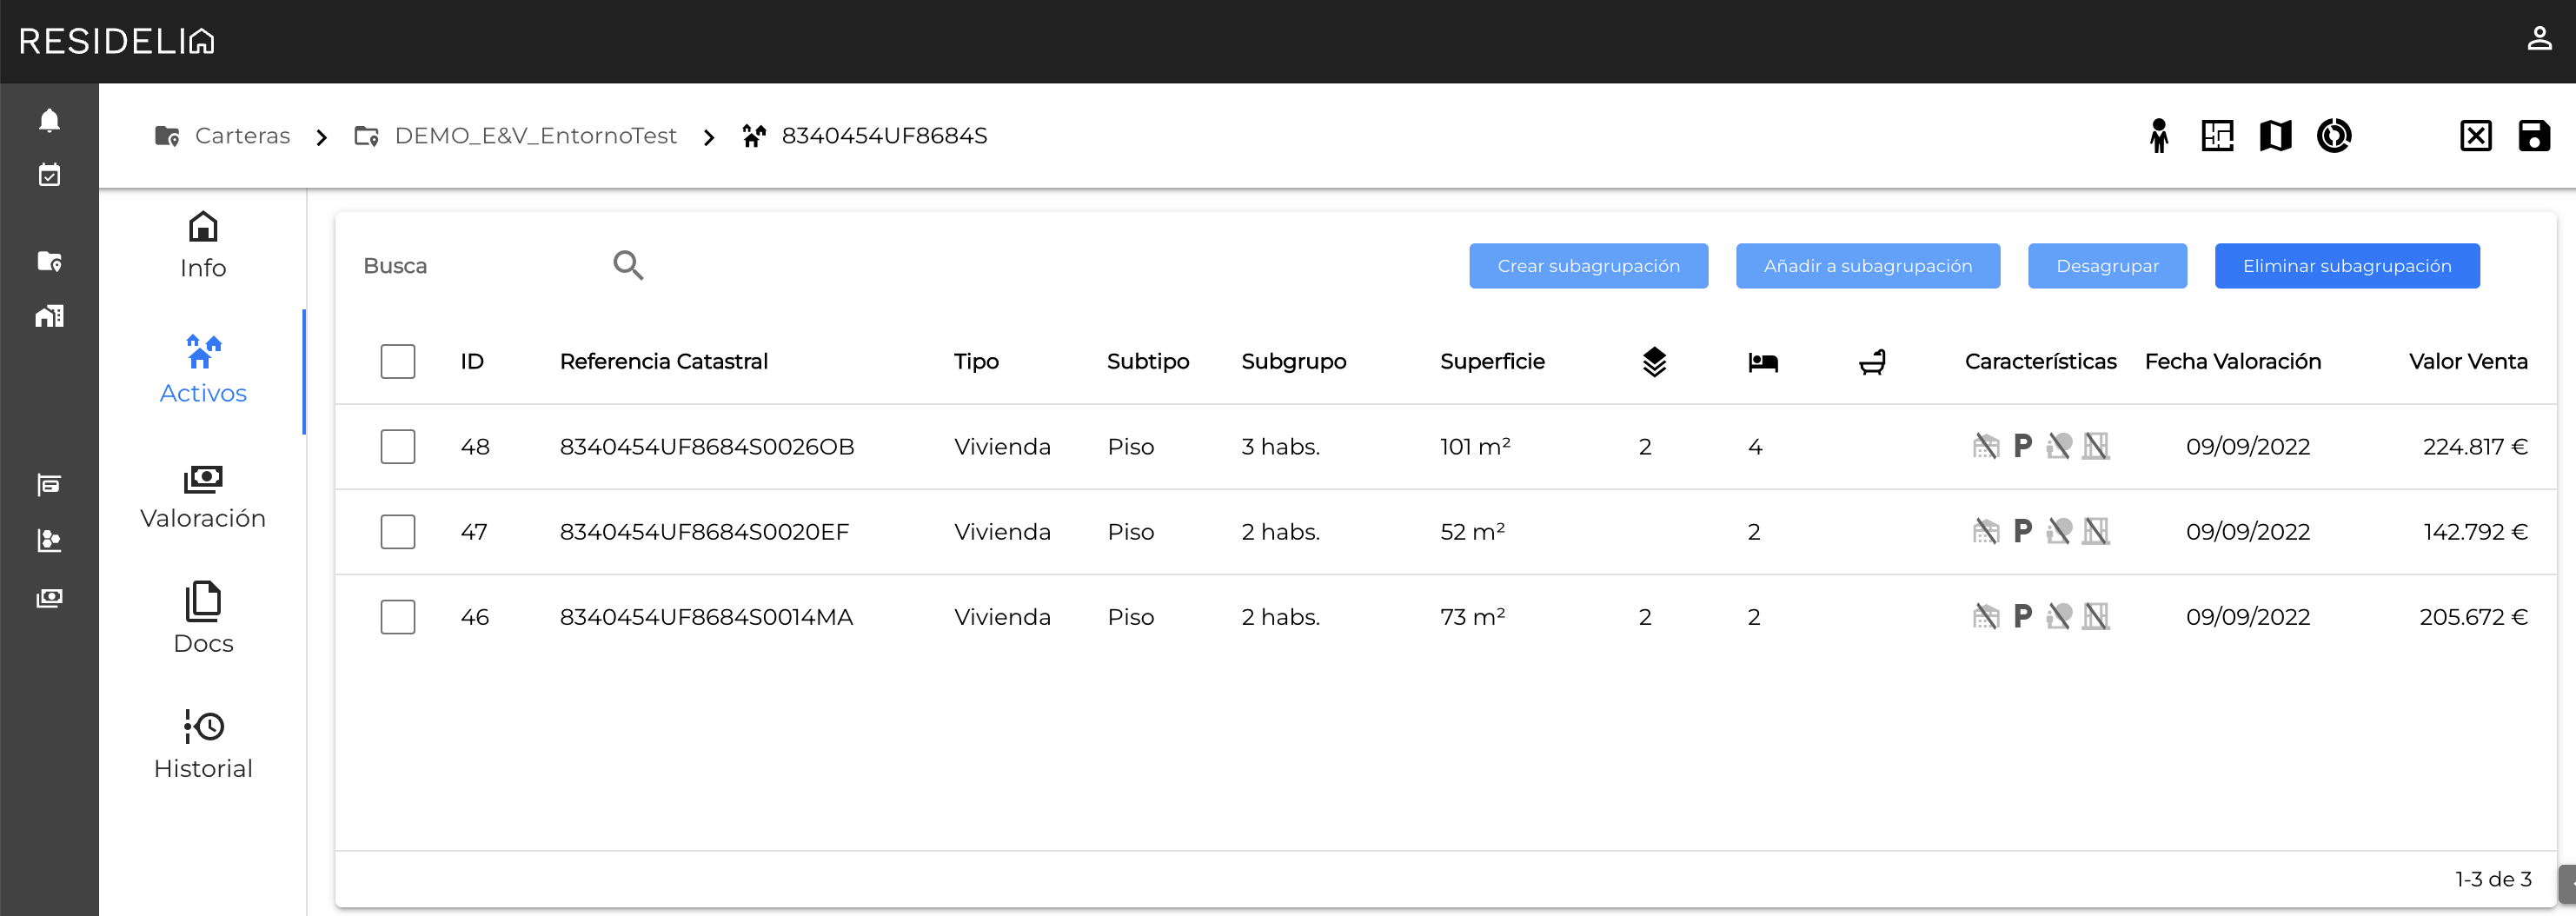 RESIDELIA
Carteras DEMO_E&V_EntornoTest 8340454UF8684S
Info
Activos
Valoración
Docs
Historial
Busca Crear subagrupación Añadir a subagrupación Desagrupar Eliminar subagrupación
ID Referencia Catastral Tipo Subtipo Subgrupo Superficie Características Fecha Valoración Valor Venta
48 8340454UF8684S0026OB Vivienda Piso 3 habs. 101 m² 2 4 P 09/09/2022 224.817 €
47 8340454UF8684S0020EF Vivienda Piso 2 habs. 52 m² 2 P 09/09/2022 142.792 €
46 8340454UF8684S0014MA Vivienda Piso 2 habs. 73 m² 2 2 P 09/09/2022 205.672 €
1-3 de 3